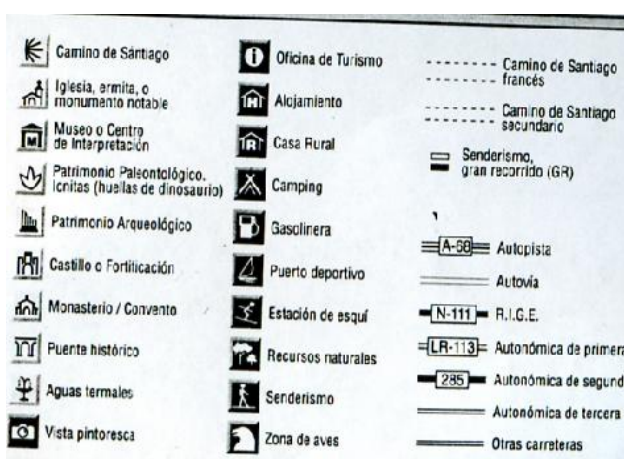 Camino de Santiago
Iglesia, ermita, o
monumento notable
Museo o Centro
de Interpretación
Patrimonio Paleontológico.
Icnitas (huellas de dinosaurio)
Patrimonio Arqueológico
Castillo o Fortificación
Monasterio / Convento
Puente histórico
Aguas termales
Vista pintoresca
Oficina de Turismo
Alojamiento
Casa Rural
Camping
Gasolinera
Puerto deportivo
Estación de esquí
Recursos naturales
Senderismo
Zona de aves
Camino de Santiago
francés
Camino de Santiago
secundario
Senderismo,
gran recorrido (GR)
A-68 Autopista
Autovía
N-111 R.I.G.E.
LR-113 Autonómica de primera
285 Autonómica de segund
Autonómica de tercera
Otras carreteras